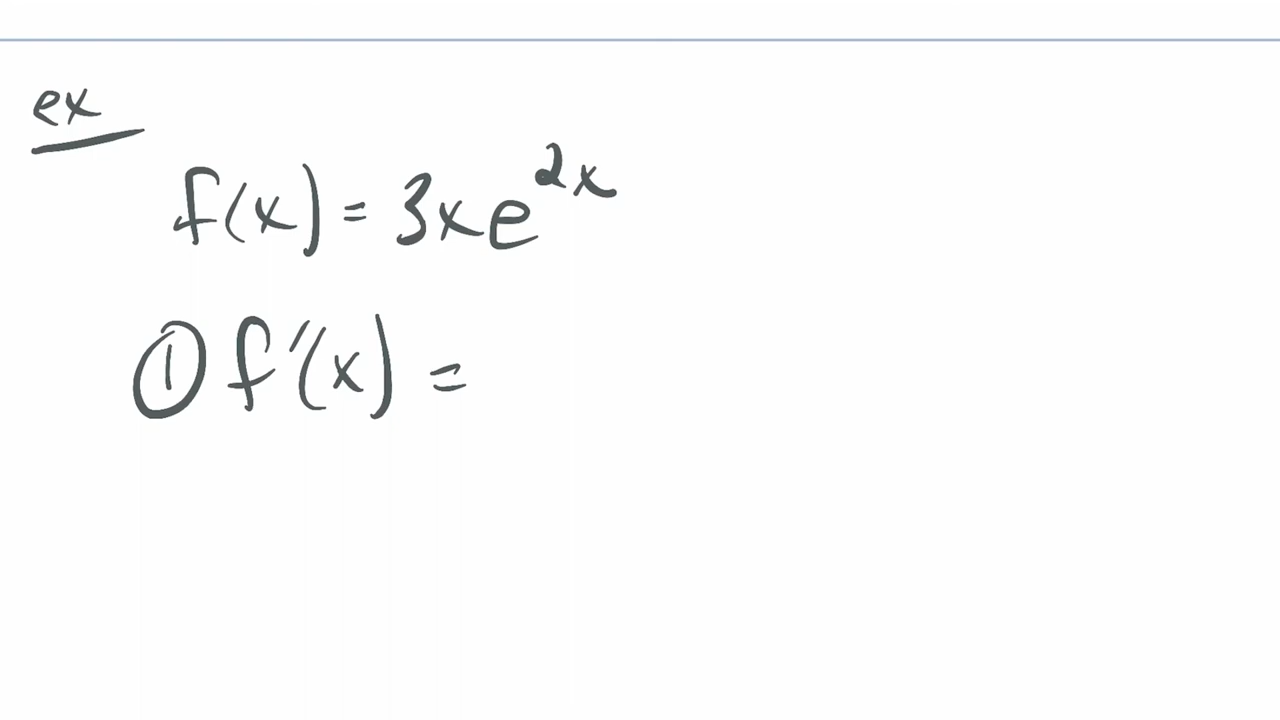 ex
f(x) = 3xe^{2x}
① f'(x) =